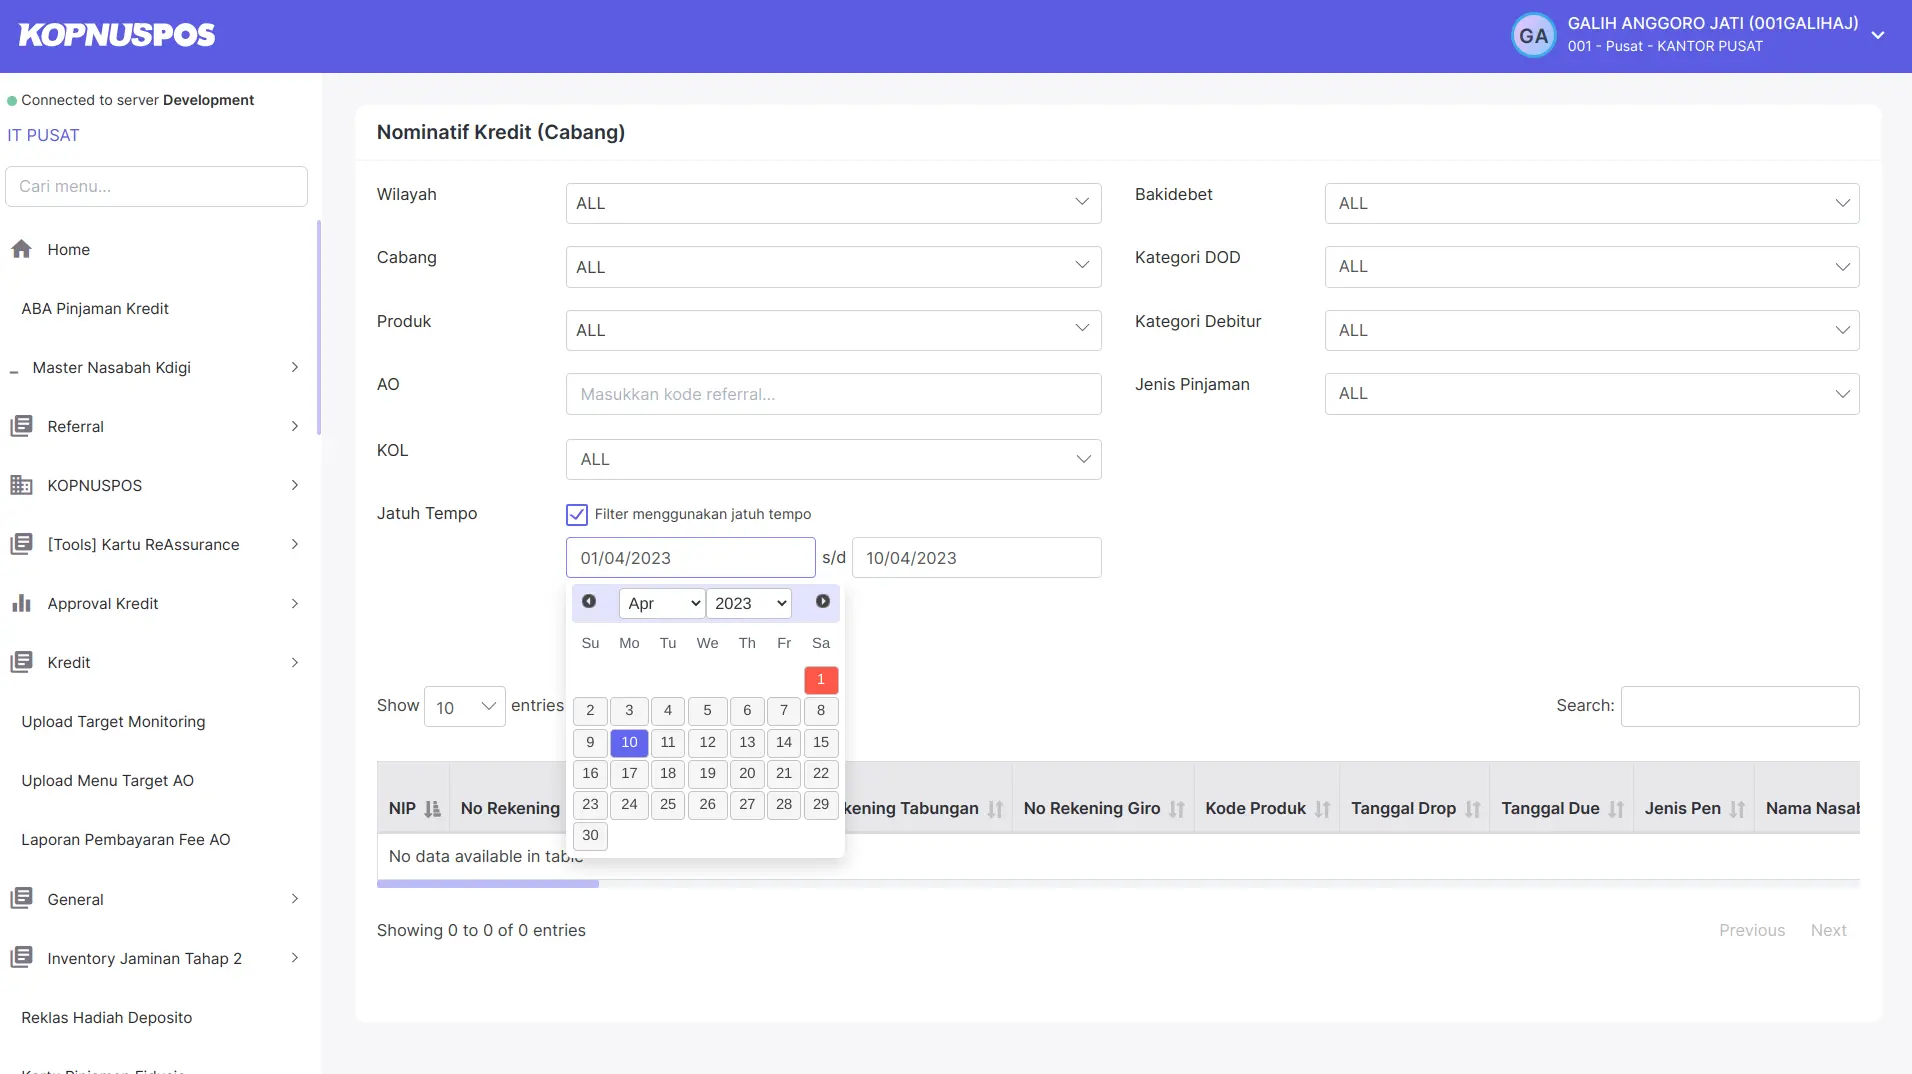 KOPNUSPOS
GA
GALIH ANGGORO JATI (001GALIHAJ)
001 - Pusat - KANTOR PUSAT
Connected to server Development
IT PUSAT
Cari menu...
Home
ABA Pinjaman Kredit
Master Nasabah Kdigi
Referral
KOPNUSPOS
[Tools] Kartu ReAssurance
Approval Kredit
Kredit
Upload Target Monitoring
Upload Menu Target AO
Laporan Pembayaran Fee AO
General
Inventory Jaminan Tahap 2
Reklas Hadiah Deposito
Nominatif Kredit (Cabang)
Wilayah ALL
Bakidebet ALL
Cabang ALL
Kategori DOD ALL
Produk ALL
Kategori Debitur ALL
AO Masukkan kode referral...
Jenis Pinjaman ALL
KOL ALL
Jatuh Tempo Filter menggunakan jatuh tempo
01/04/2023 s/d 10/04/2023
Apr 2023
Su Mo Tu We Th Fr Sa
1
2 3 4 5 6 7 8
9 10 11 12 13 14 15
16 17 18 19 20 21 22
23 24 25 26 27 28 29
30
Show 10 entries
Search:
NIP No Rekening kening Tabungan No Rekening Giro Kode Produk Tanggal Drop Tanggal Due Jenis Pen Nama Nasab
No data available in table
Showing 0 to 0 of 0 entries
Previous Next